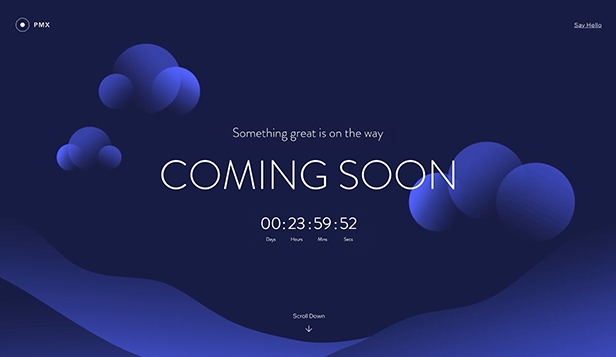 PMX
Say Hello
Something great is on the way
COMING SOON
00:23:59:52
Days Hours Mins Secs
Scroll Down